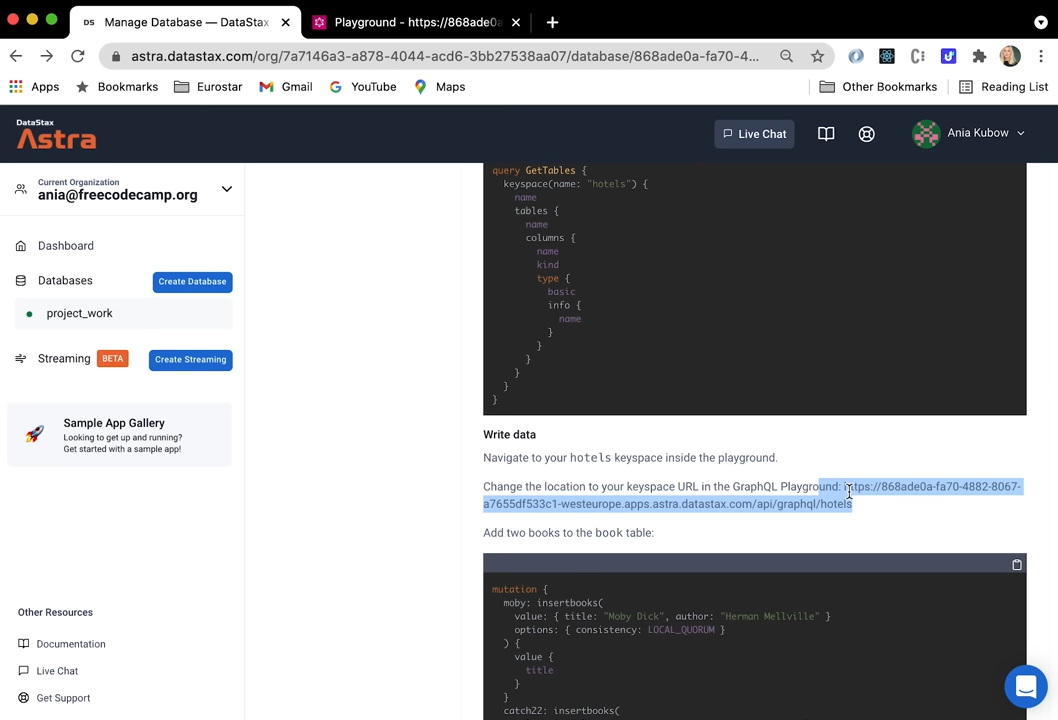 DS Manage Database — DataStax
Playground - https://868ade0a
astra.datastax.com/org/7a7146a3-a878-4044-acd6-3bb27538aa07/database/868ade0a-fa70-4...
Apps
Bookmarks
Eurostar
Gmail
YouTube
Maps
Other Bookmarks
Reading List
DataStax
Astra
Live Chat
Ania Kubow
Current Organization
ania@freecodecamp.org
Dashboard
Databases
Create Database
project_work
Streaming
BETA
Create Streaming
Sample App Gallery
Looking to get up and running?
Get started with a sample app!
Other Resources
Documentation
Live Chat
Get Support
query GetTables {
keyspace(name: "hotels") {
name
tables {
name
columns {
name
kind
type {
basic
info {
name
}
}
}
}
}
}
Write data
Navigate to your hotels keyspace inside the playground.
Change the location to your keyspace URL in the GraphQL Playground: https://868ade0a-fa70-4882-8067-
a7655df533c1-westeurope.apps.astra.datastax.com/api/graphql/hotels
Add two books to the book table:
mutation {
moby: insertbooks(
value: { title: "Moby Dick", author: "Herman Mellville" }
options: { consistency: LOCAL_QUORUM }
) {
value {
title
}
}
catch22: insertbooks(